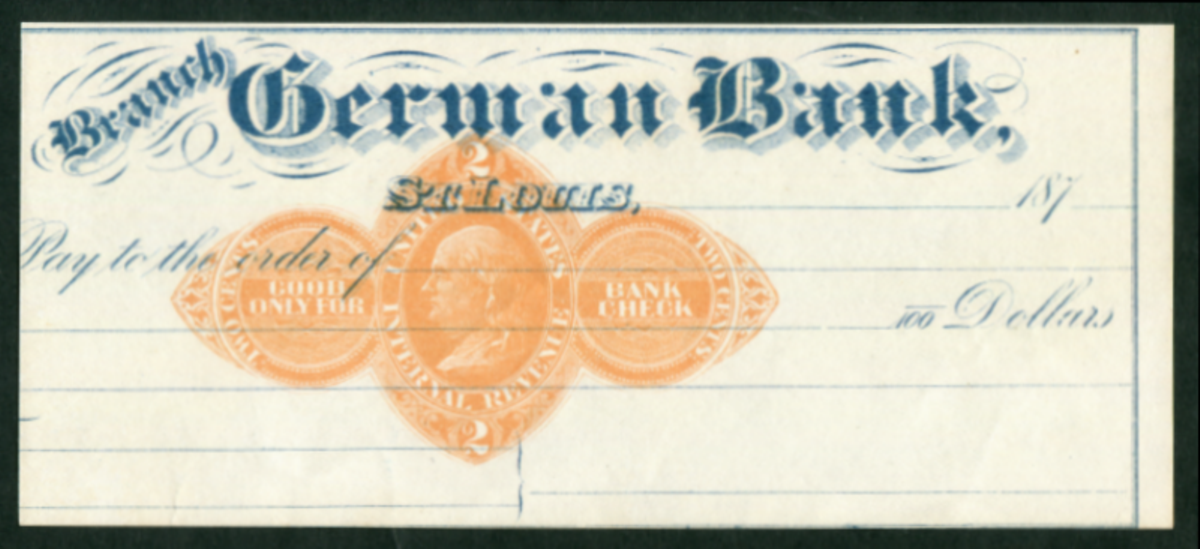 Branch German Bank,
St. Louis, 187
Pay to the order of
100 Dollars
2
UNITED STATES
TWO CENTS
GOOD
ONLY FOR
BANK
CHECK
TWO CENTS
INTERNAL REVENUE
2